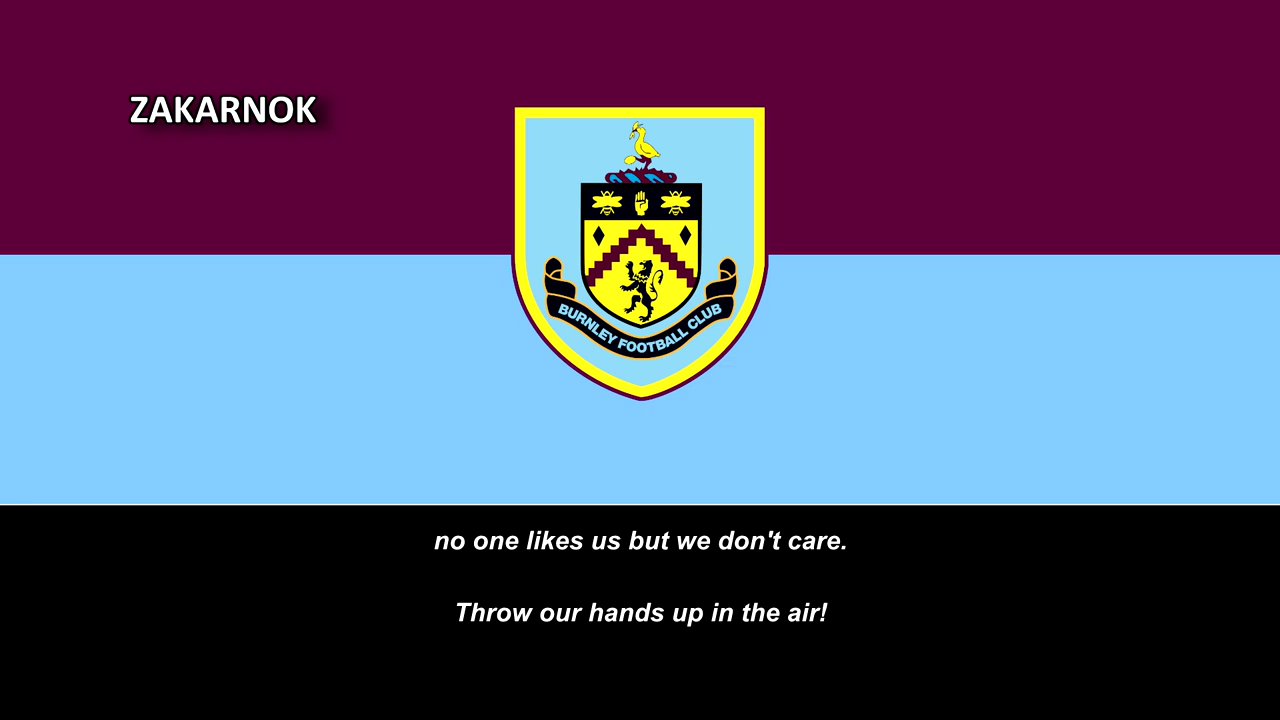 ZAKARNOK
BURNLEY FOOTBALL CLUB
no one likes us but we don't care.
Throw our hands up in the air!